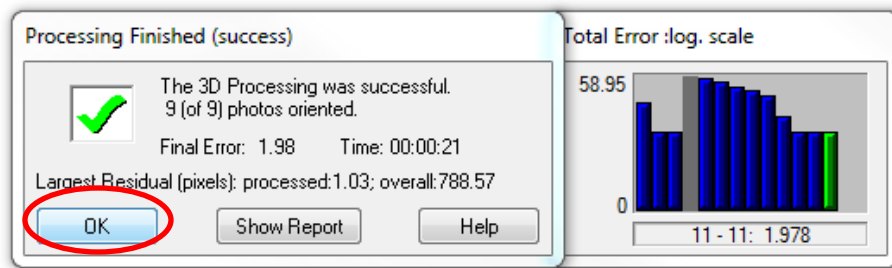 Processing Finished (success)
The 3D Processing was successful.
9 (of 9) photos oriented.
Final Error: 1.98 Time: 00:00:21
Largest Residual (pixels): processed:1.03; overall:788.57
OK Show Report Help
Total Error :log. scale
58.95
0
11 - 11: 1.978